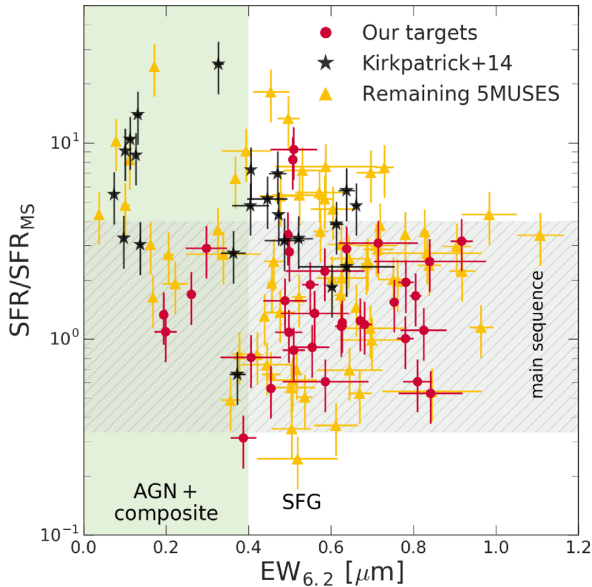 Our targets
Kirkpatrick+14
Remaining 5MUSES
10¹
10⁰
10⁻¹
SFR/SFR_MS
main sequence
AGN +
composite
SFG
0.0 0.2 0.4 0.6 0.8 1.0 1.2
EW₆.₂ [μm]